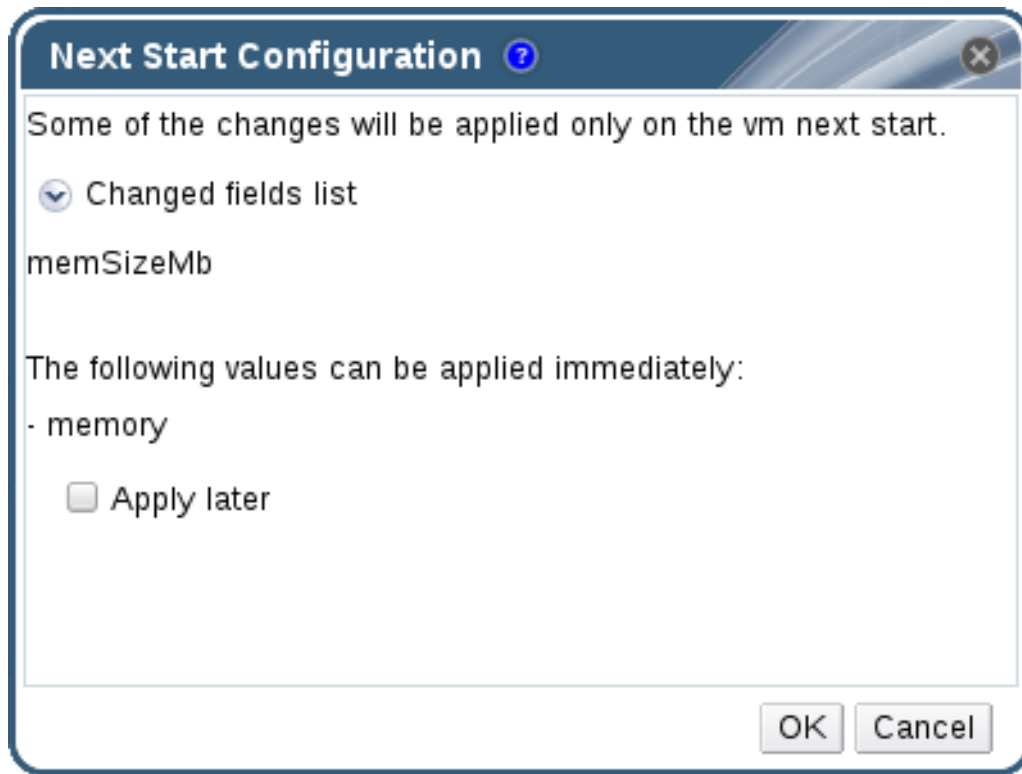 Next Start Configuration ?
Some of the changes will be applied only on the vm next start.
Changed fields list
memSizeMb
The following values can be applied immediately:
- memory
Apply later
OK Cancel